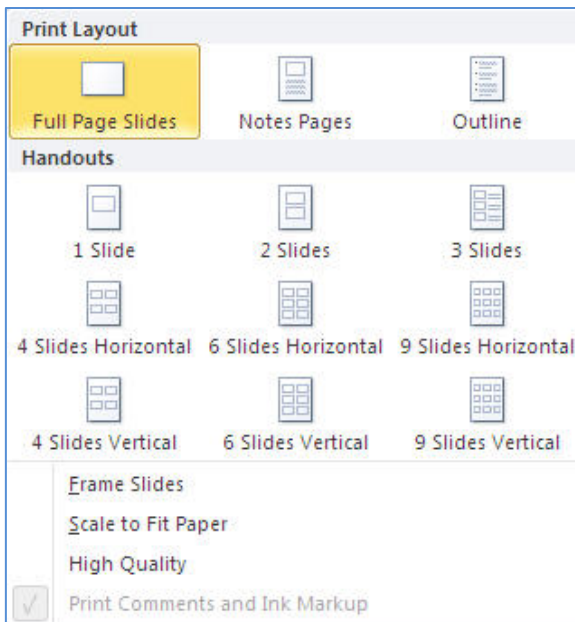 Print Layout
Full Page Slides Notes Pages Outline
Handouts
1 Slide 2 Slides 3 Slides
4 Slides Horizontal 6 Slides Horizontal 9 Slides Horizontal
4 Slides Vertical 6 Slides Vertical 9 Slides Vertical
Frame Slides
Scale to Fit Paper
High Quality
Print Comments and Ink Markup